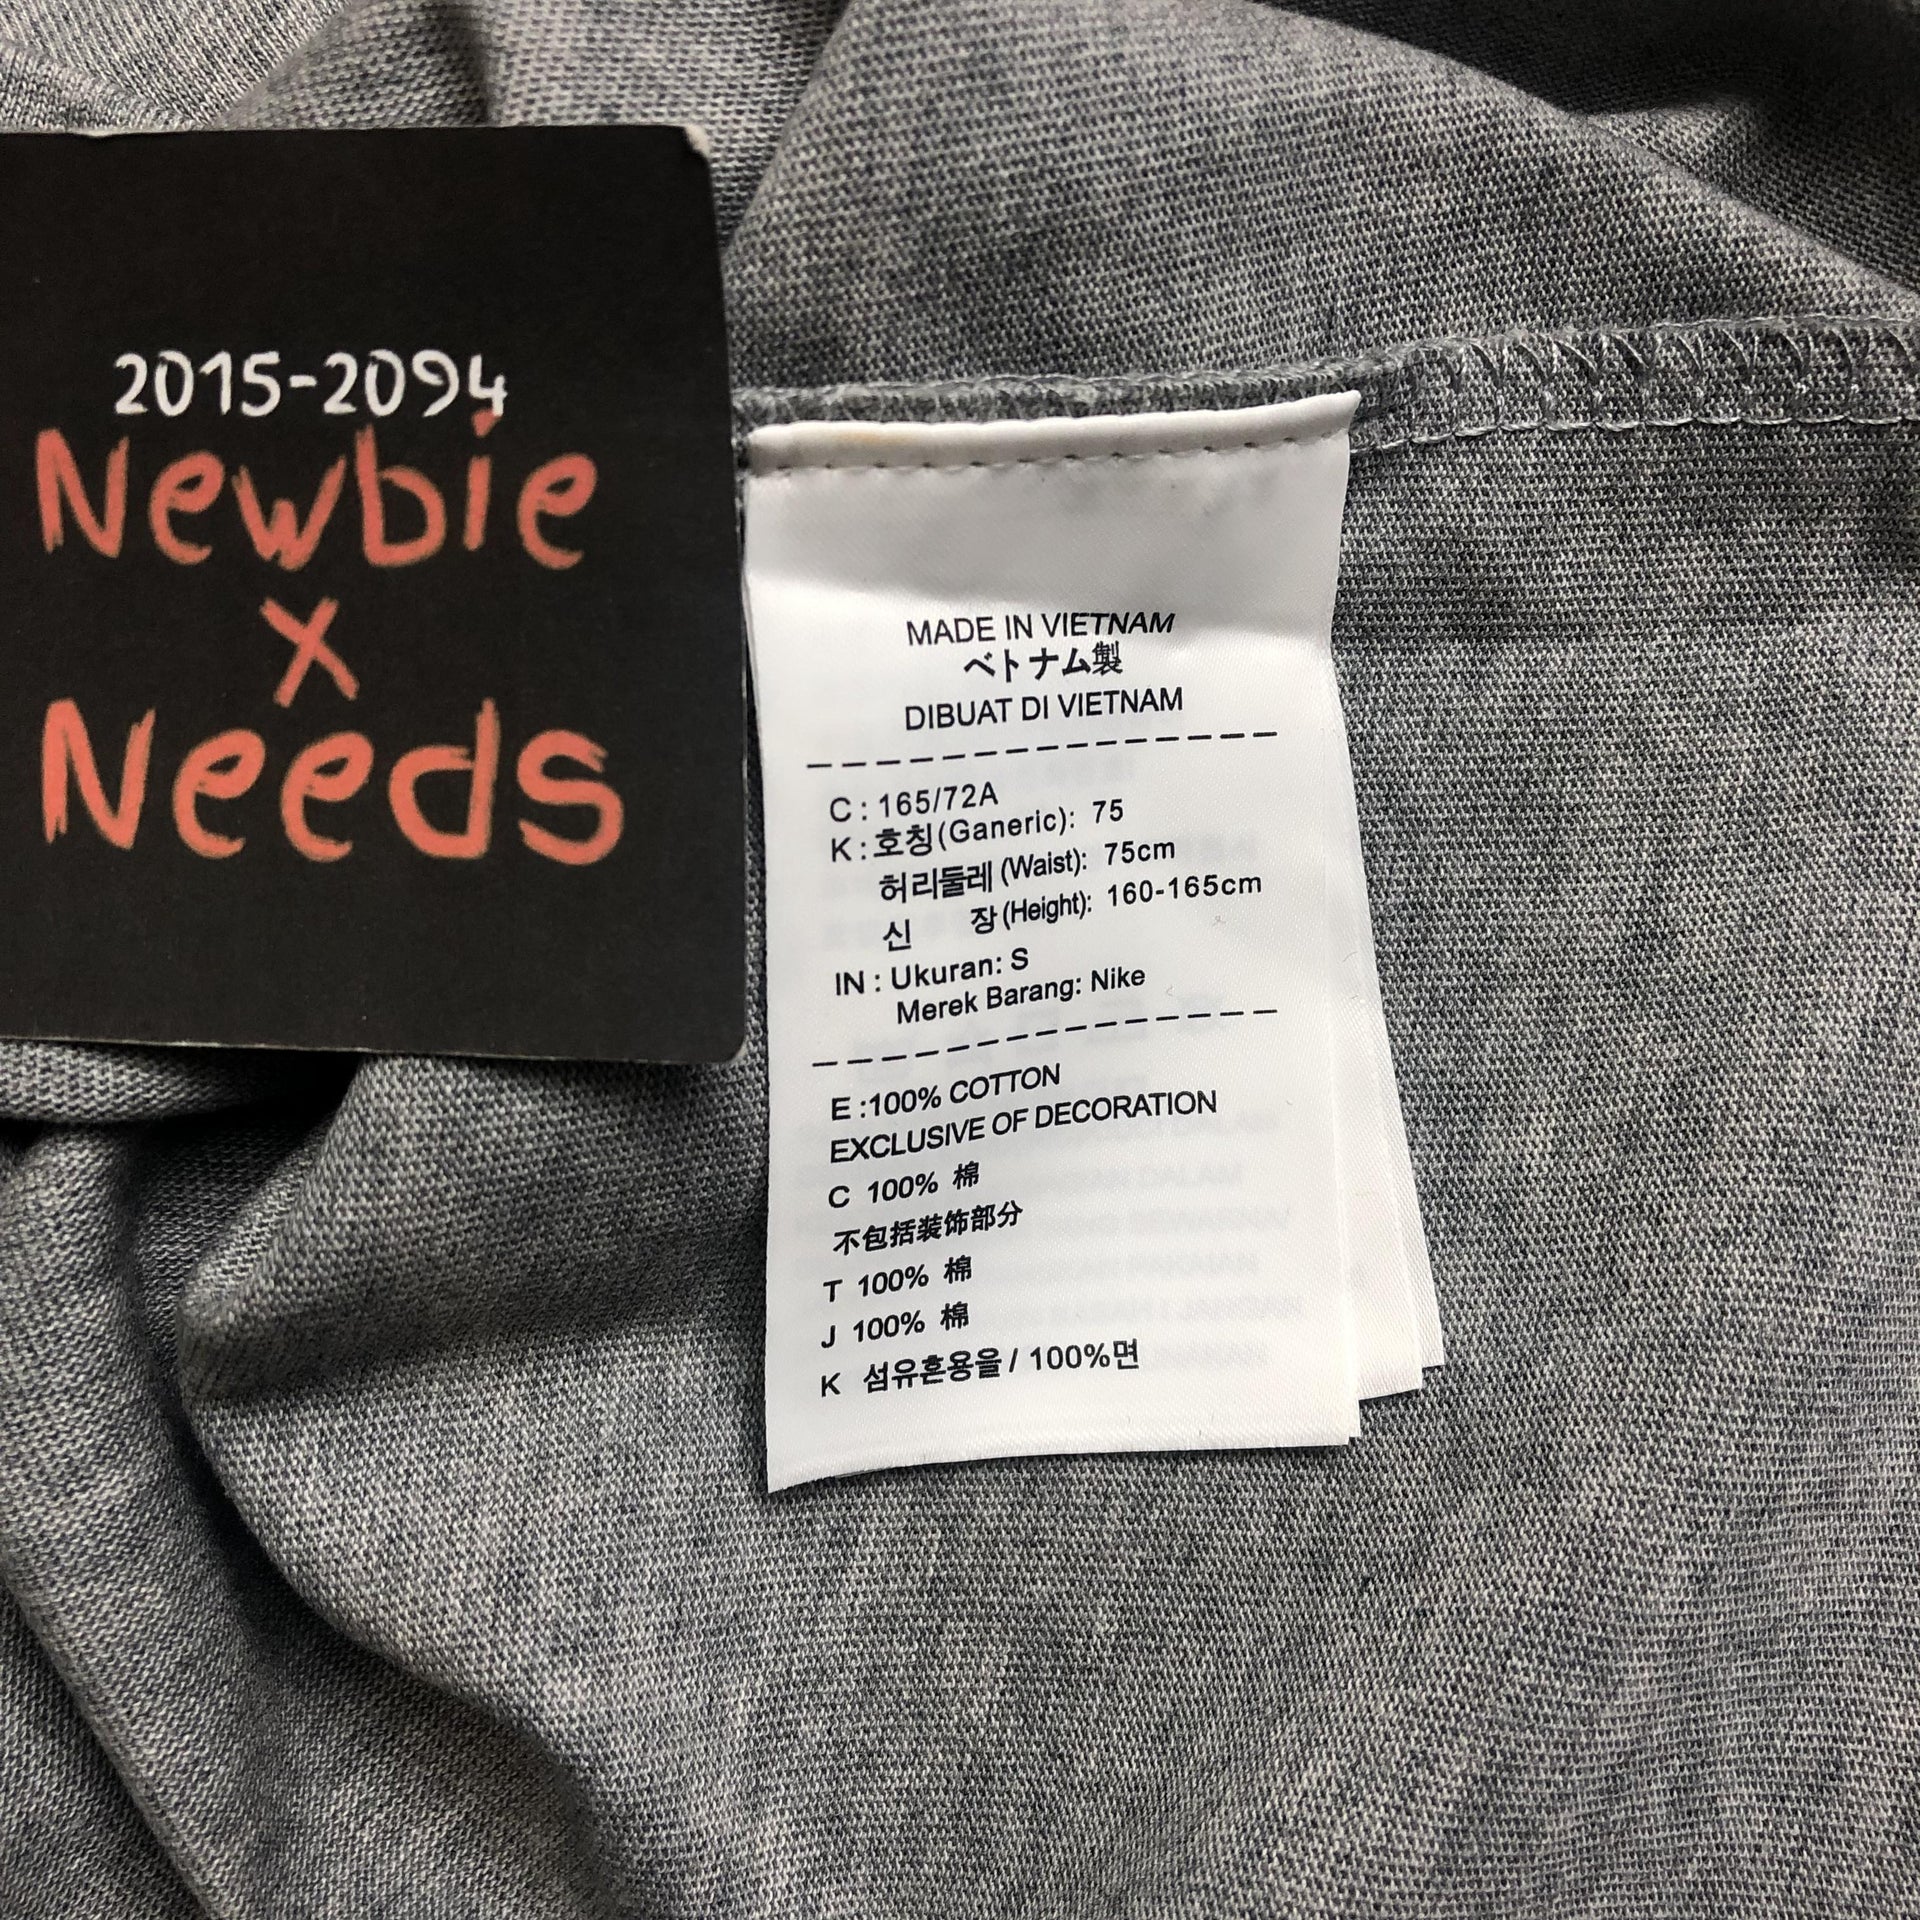 2015-2094
Newbie
x
Needs
MADE IN VIETNAM
ベトナム製
DIBUAT DI VIETNAM
C : 165/72A
K : 호칭 (Ganeric): 75
허리둘레 (Waist): 75cm
신 장 (Height): 160-165cm
IN : Ukuran: S
Merek Barang: Nike
E :100% COTTON
EXCLUSIVE OF DECORATION
C 100% 棉
不包括装饰部分
T 100% 棉
J 100% 棉
K 섬유흔용을 / 100%면